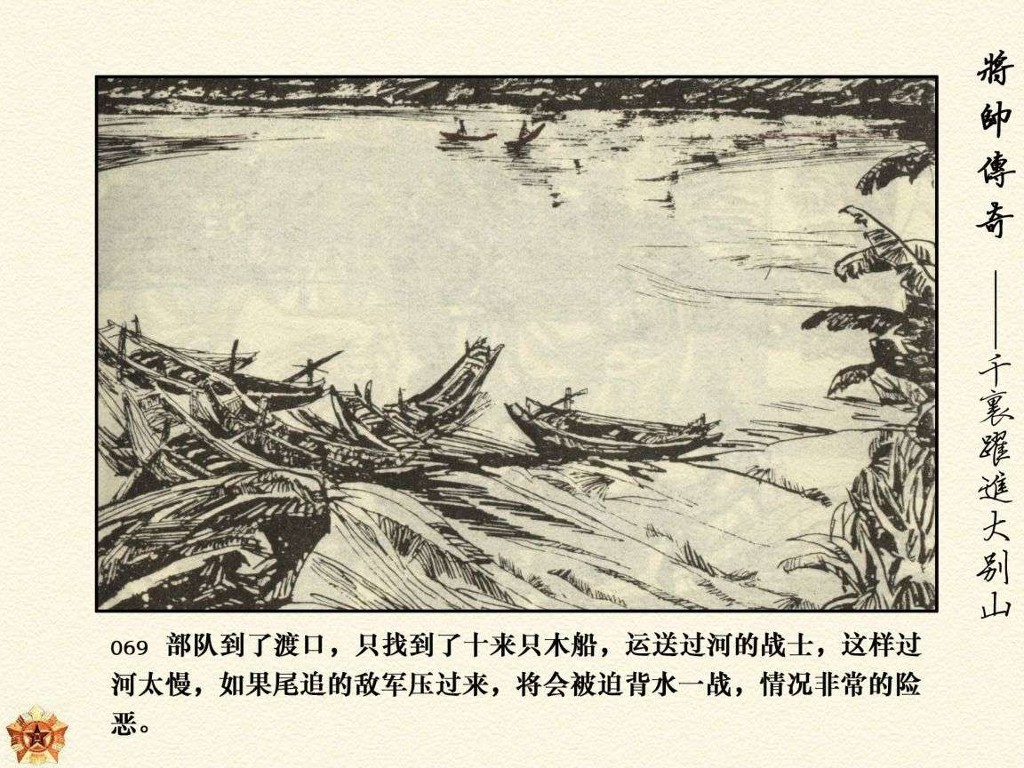 將帥傳奇 ——千裏躍進大别山
069 部队到了渡口，只找到了十来只木船，运送过河的战士，这样过
河太慢，如果尾追的敌军压过来，将会被迫背水一战，情况非常的险
恶。